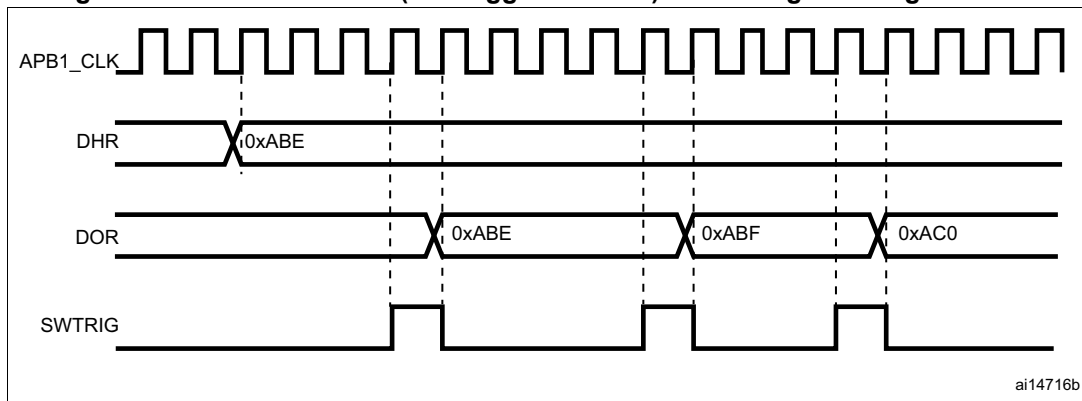 APB1_CLK
DHR
0xABE
DOR
0xABE
0xABF
0xAC0
SWTRIG
ai14716b